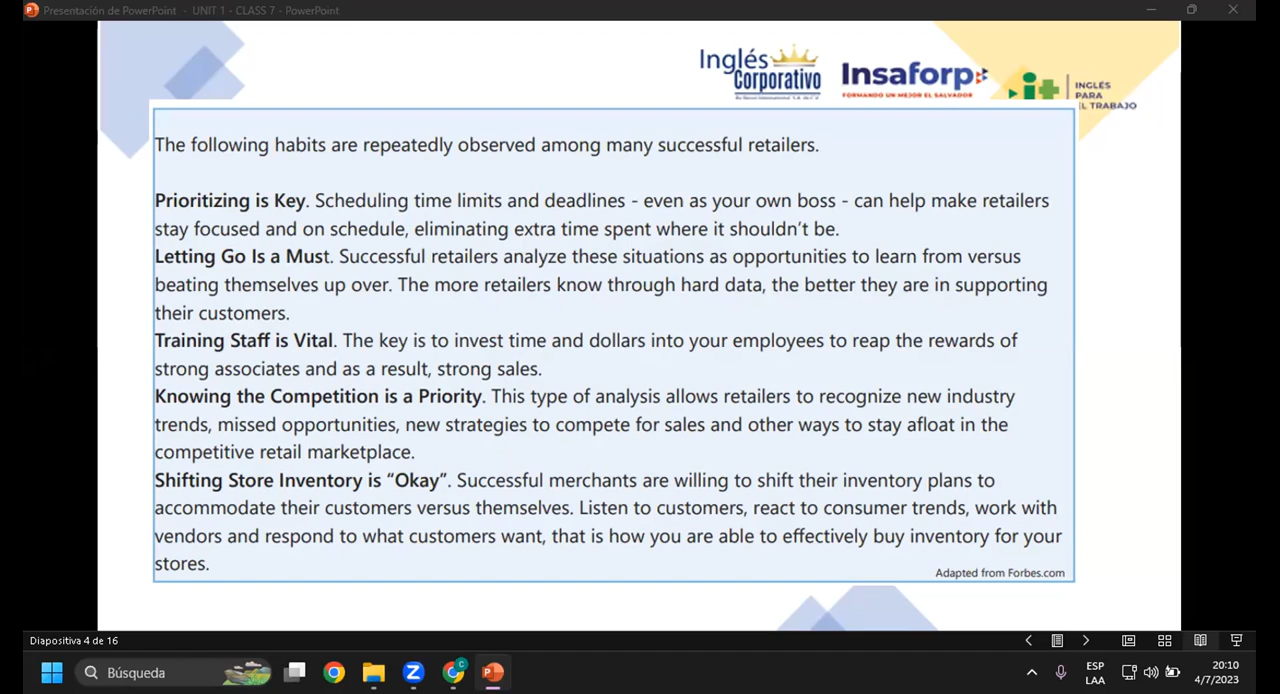 Presentación de PowerPoint - UNIT 1 - CLASS 7 - PowerPoint
Inglés
Corporativo
Insaforp
FORMANDO UN MEJOR EL SALVADOR
it+
INGLÉS
PARA
EL TRABAJO
The following habits are repeatedly observed among many successful retailers.
Prioritizing is Key. Scheduling time limits and deadlines - even as your own boss - can help make retailers
stay focused and on schedule, eliminating extra time spent where it shouldn't be.
Letting Go Is a Must. Successful retailers analyze these situations as opportunities to learn from versus
beating themselves up over. The more retailers know through hard data, the better they are in supporting
their customers.
Training Staff is Vital. The key is to invest time and dollars into your employees to reap the rewards of
strong associates and as a result, strong sales.
Knowing the Competition is a Priority. This type of analysis allows retailers to recognize new industry
trends, missed opportunities, new strategies to compete for sales and other ways to stay afloat in the
competitive retail marketplace.
Shifting Store Inventory is “Okay”. Successful merchants are willing to shift their inventory plans to
accommodate their customers versus themselves. Listen to customers, react to consumer trends, work with
vendors and respond to what customers want, that is how you are able to effectively buy inventory for your
stores.
Adapted from Forbes.com
Diapositiva 4 de 16
Búsqueda
ESP
LAA
20:10
4/7/2023